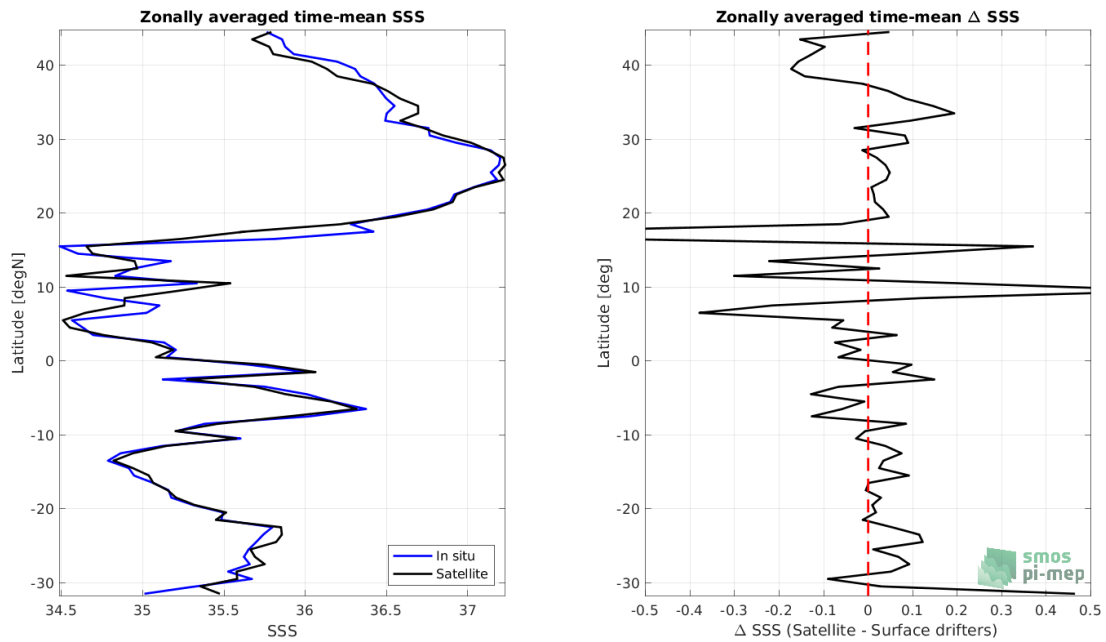 Zonally averaged time-mean SSS
Latitude [degN]
40
30
20
10
0
-10
-20
-30
34.5 35 35.5 36 36.5 37
SSS
In situ
Satellite
Zonally averaged time-mean Δ SSS
Latitude [deg]
40
30
20
10
0
-10
-20
-30
-0.5 -0.4 -0.3 -0.2 -0.1 0 0.1 0.2 0.3 0.4 0.5
Δ SSS (Satellite - Surface drifters)
smos
pi-mep